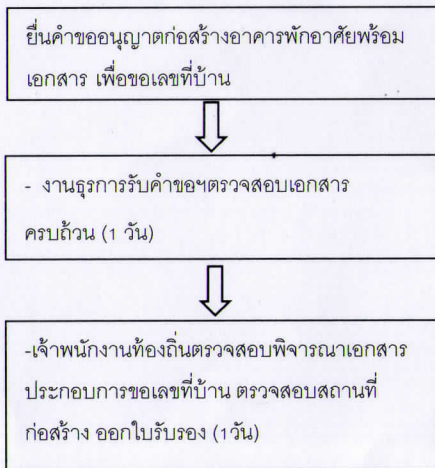 ยื่นคำขออนุญาตก่อสร้างอาคารพักอาศัยพร้อม
เอกสาร เพื่อขอเลขที่บ้าน
- งานธุรการรับคำขอฯตรวจสอบเอกสาร
ครบถ้วน (1 วัน)
-เจ้าพนักงานท้องถิ่นตรวจสอบพิจารณาเอกสาร
ประกอบการขอเลขที่บ้าน ตรวจสอบสถานที่
ก่อสร้าง ออกใบรับรอง (1วัน)